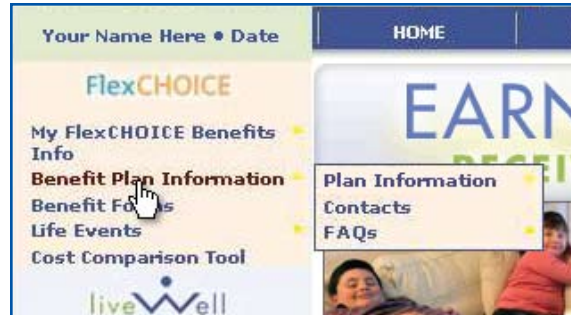 Your Name Here • Date
HOME
FlexCHOICE
EARN
My FlexCHOICE Benefits
Info
Benefit Plan Information
Plan Information
Benefit Forms
Contacts
Life Events
FAQs
Cost Comparison Tool
liveWell